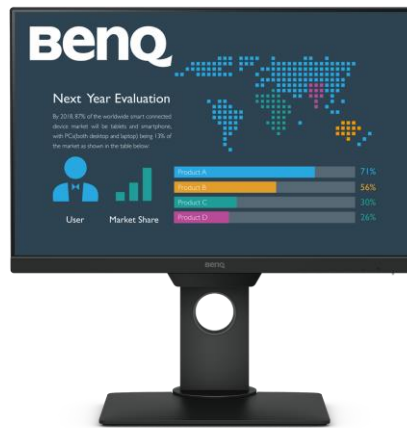 BenQ
Next Year Evaluation
By 2018, 87% of the worldwide smart connected
device market will be tablets and smartphone,
with PCs(both desktop and laptop) being 13% of
the market as shown in the table below:
Product A 71%
Product B 56%
Product C 30%
Product D 26%
User Market Share
BenQ